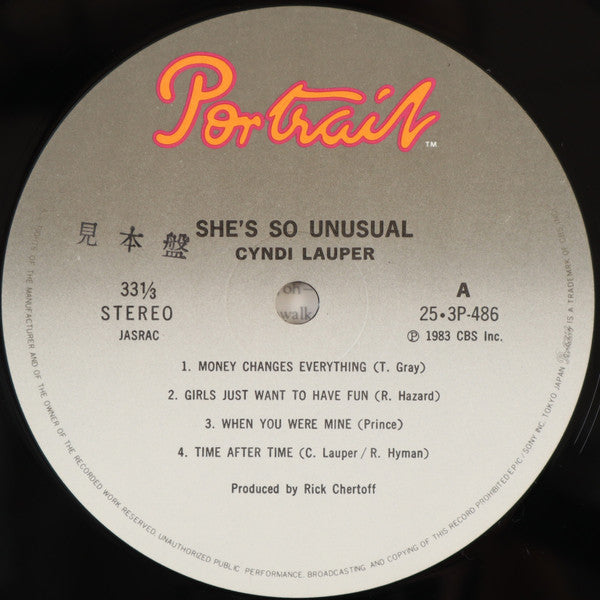 Portrait
TM
見本盤
SHE'S SO UNUSUAL
CYNDI LAUPER
33⅓
STEREO
JASRAC
on
walk
A
25•3P-486
Ⓟ 1983 CBS Inc.
1. MONEY CHANGES EVERYTHING (T. Gray)
2. GIRLS JUST WANT TO HAVE FUN (R. Hazard)
3. WHEN YOU WERE MINE (Prince)
4. TIME AFTER TIME (C. Lauper / R. Hyman)
Produced by Rick Chertoff
OF THE MANUFACTURER AND OF THE OWNER OF THE RECORDED WORK RESERVED. UNAUTHORIZED PUBLIC PERFORMANCE, BROADCASTING AND COPYING OF THIS RECORD PROHIBITED EPIC/SONY INC. TOKYO JAPAN
IS A TRADEMRK OF CBS INC.